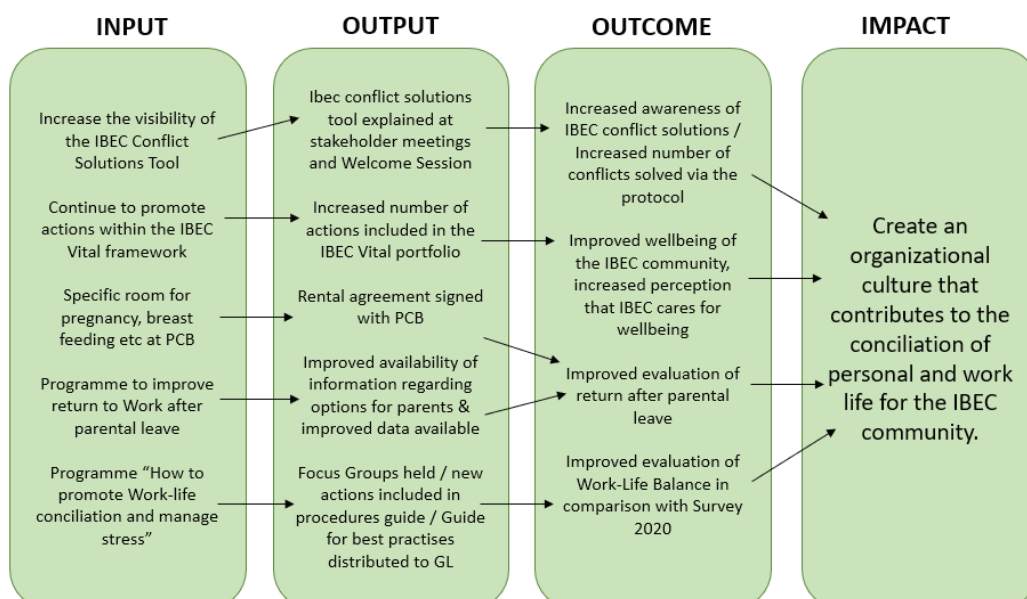 INPUT
Increase the visibility of
the IBEC Conflict
Solutions Tool
Continue to promote
actions within the IBEC
Vital framework
Specific room for
pregnancy, breast
feeding etc at PCB
Programme to improve
return to Work after
parental leave
Programme “How to
promote Work-life
conciliation and manage
stress”
OUTPUT
Ibec conflict solutions
tool explained at
stakeholder meetings
and Welcome Session
Increased number of
actions included in the
IBEC Vital portfolio
Rental agreement signed
with PCB
Improved availability of
information regarding
options for parents &
improved data available
Focus Groups held / new
actions included in
procedures guide / Guide
for best practises
distributed to GL
OUTCOME
Increased awareness of
IBEC conflict solutions /
Increased number of
conflicts solved via the
protocol
Improved wellbeing of
the IBEC community,
increased perception
that IBEC cares for
wellbeing
Improved evaluation of
return after parental
leave
Improved evaluation of
Work-Life Balance in
comparison with Survey
2020
IMPACT
Create an
organizational
culture that
contributes to the
conciliation of
personal and work
life for the IBEC
community.